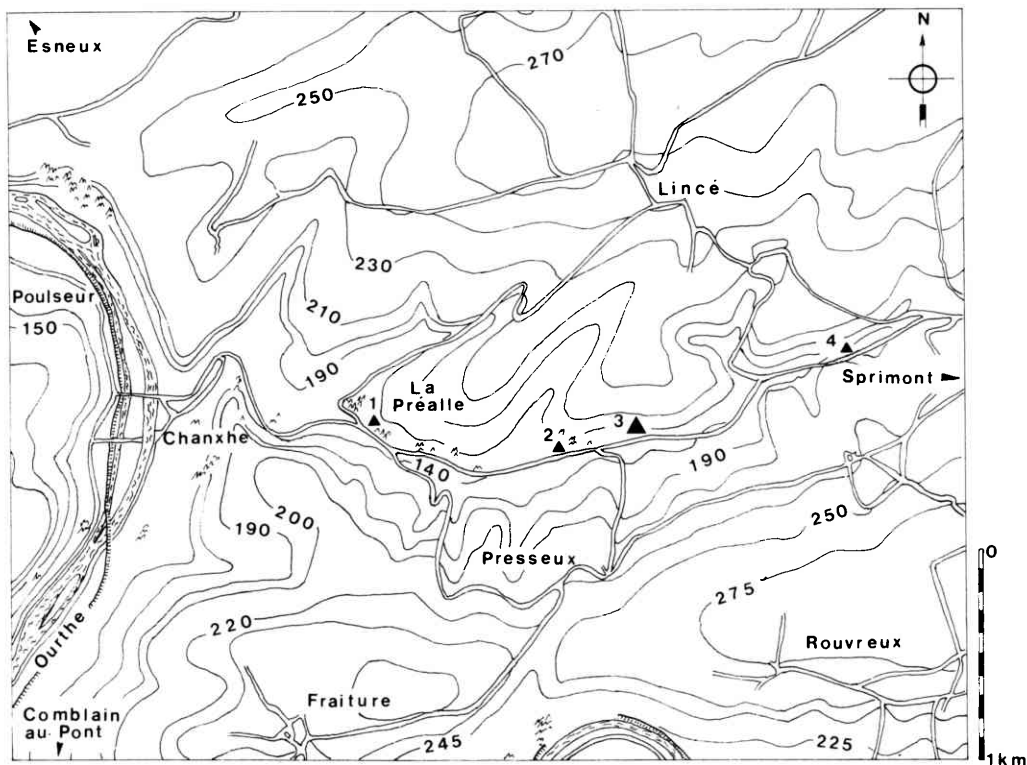 Esneux
N
270
250
Lincé
230
Poulseur
150
210
190
4
Sprimont
La
Préalle
1
3
2
Chanxhe
140
190
250
200
190
Presseux
0
275
220
Rouvreux
Ourthe
Fraiture
Comblain
au Pont
245
225
1km